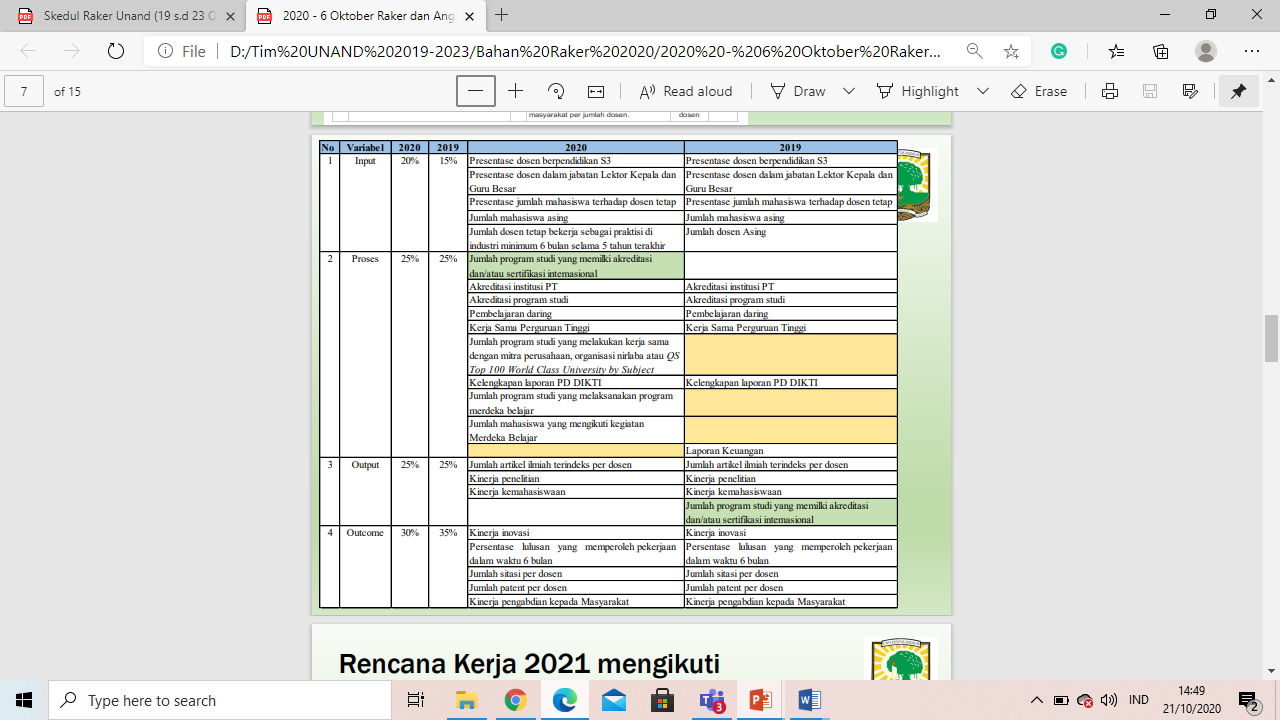 Skedul Raker Unand (19 s.d 23 O
2020 - 6 Oktober Raker dan Ang
File
D:/Tim%20UNAND%202019-2023/Bahan%20Raker%202020/2020%20-%206%20Oktober%20Raker...
7 of 15
Read aloud
Draw
Highlight
Erase
masyarakat per jumlah dosen. dosen
No Variabel 2020 2019 2020 2019
1 Input 20% 15% Presentase dosen berpendidikan S3 Presentase dosen berpendidikan S3
Presentase dosen dalam jabatan Lektor Kepala dan Presentase dosen dalam jabatan Lektor Kepala dan
Guru Besar Guru Besar
Presentase jumlah mahasiswa terhadap dosen tetap Presentase jumlah mahasiswa terhadap dosen tetap
Jumlah mahasiswa asing Jumlah mahasiswa asing
Jumlah dosen tetap bekerja sebagai praktisi di Jumlah dosen Asing
industri minimum 6 bulan selama 5 tahun terakhir
2 Proses 25% 25% Jumlah program studi yang memilki akreditasi
dan/atau sertifikasi internasional
Akreditasi institusi PT Akreditasi institusi PT
Akreditasi program studi Akreditasi program studi
Pembelajaran daring Pembelajaran daring
Kerja Sama Perguruan Tinggi Kerja Sama Perguruan Tinggi
Jumlah program studi yang melakukan kerja sama
dengan mitra perusahaan, organisasi nirlaba atau QS
Top 100 World Class University by Subject
Kelengkapan laporan PD DIKTI Kelengkapan laporan PD DIKTI
Jumlah program studi yang melaksanakan program
merdeka belajar
Jumlah mahasiswa yang mengikuti kegiatan
Merdeka Belajar
Laporan Keuangan
3 Output 25% 25% Jumlah artikel ilmiah terindeks per dosen Jumlah artikel ilmiah terindeks per dosen
Kinerja penelitian Kinerja penelitian
Kinerja kemahasiswaan Kinerja kemahasiswaan
Jumlah program studi yang memilki akreditasi
dan/atau sertifikasi internasional
4 Outcome 30% 35% Kinerja inovasi Kinerja inovasi
Persentase lulusan yang memperoleh pekerjaan Persentase lulusan yang memperoleh pekerjaan
dalam waktu 6 bulan dalam waktu 6 bulan
Jumlah sitasi per dosen Jumlah sitasi per dosen
Jumlah patent per dosen Jumlah patent per dosen
Kinerja pengabdian kepada Masyarakat Kinerja pengabdian kepada Masyarakat
Rencana Kerja 2021 mengikuti
Type here to search
3
IND
14:49
21/10/2020
2